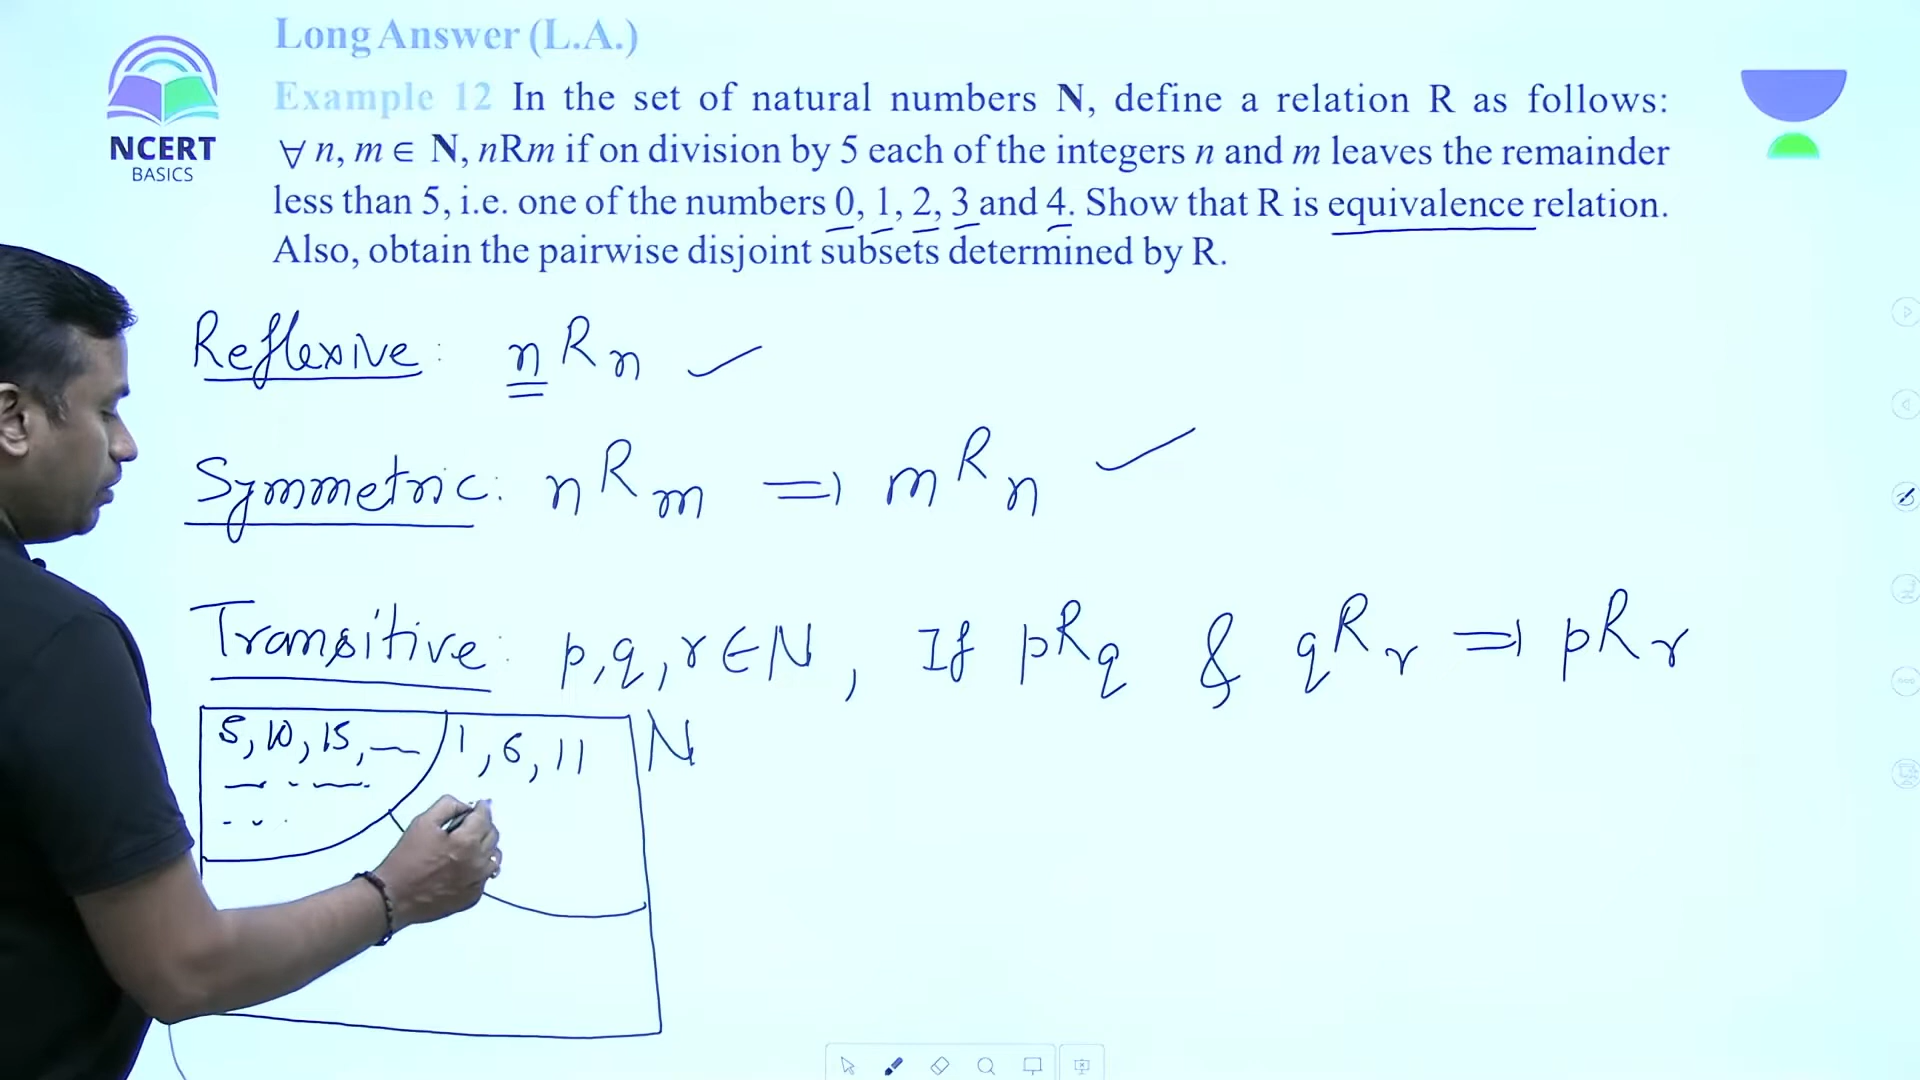 Long Answer (L.A.)
NCERT
BASICS
Example 12 In the set of natural numbers N, define a relation R as follows:
∀ n, m ∈ N, nRm if on division by 5 each of the integers n and m leaves the remainder
less than 5, i.e. one of the numbers 0, 1, 2, 3 and 4. Show that R is equivalence relation.
Also, obtain the pairwise disjoint subsets determined by R.
Reflexive: n R n ✓
Symmetric: n R m => m R n ✓
Transitive: p, q, r ∈ N, If pRq & qRr => pRr
5, 10, 15, — 1, 6, 11 N